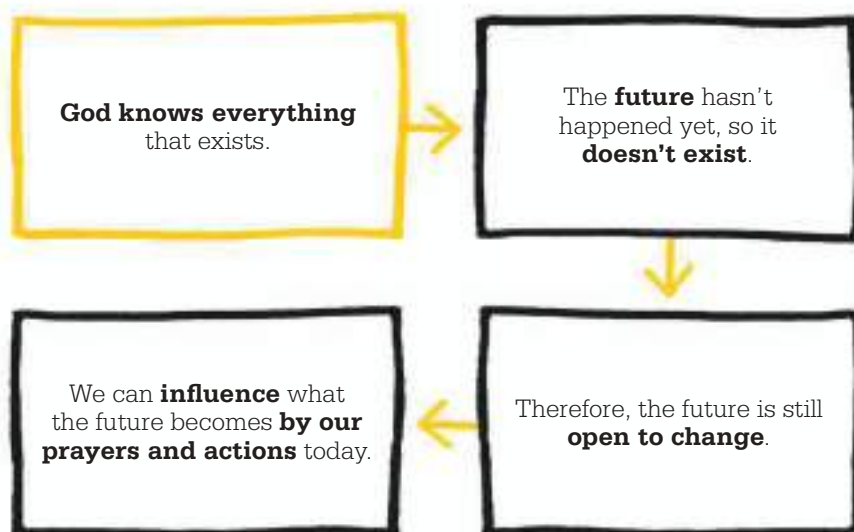 God knows everything
that exists.
The future hasn’t
happened yet, so it
doesn’t exist.
Therefore, the future is still
open to change.
We can influence what
the future becomes by our
prayers and actions today.